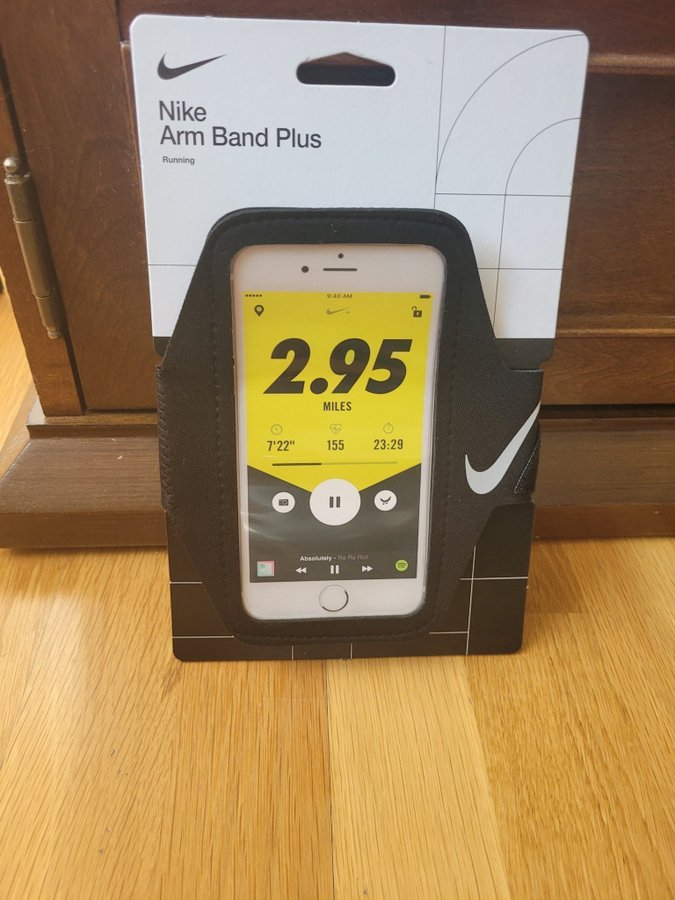 Nike
Arm Band Plus
Running
9:40 AM
2.95
MILES
7'22" 155 23:29
Absolutely • Ra Ra Riot